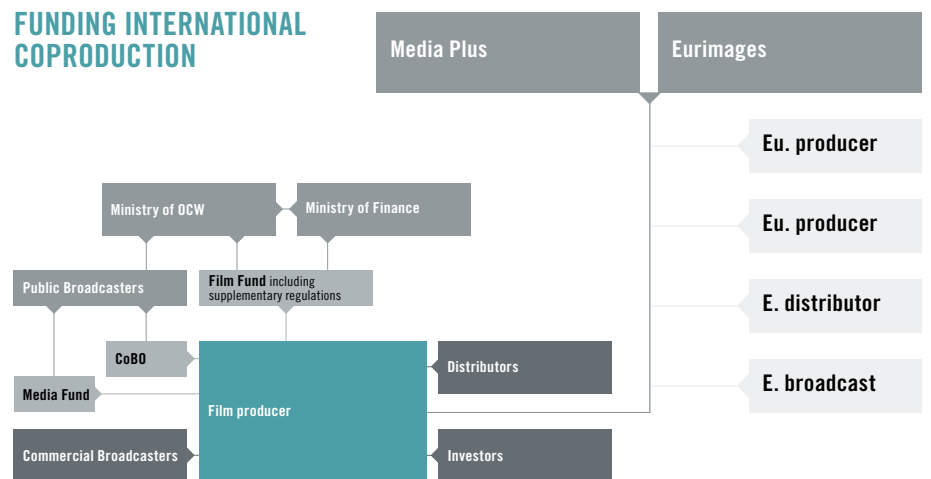 FUNDING INTERNATIONAL
COPRODUCTION
Media Plus
Eurimages
Eu. producer
Eu. producer
E. distributor
E. broadcast
Ministry of OCW
Ministry of Finance
Public Broadcasters
Film Fund including
supplementary regulations
CoBO
Media Fund
Film producer
Distributors
Commercial Broadcasters
Investors